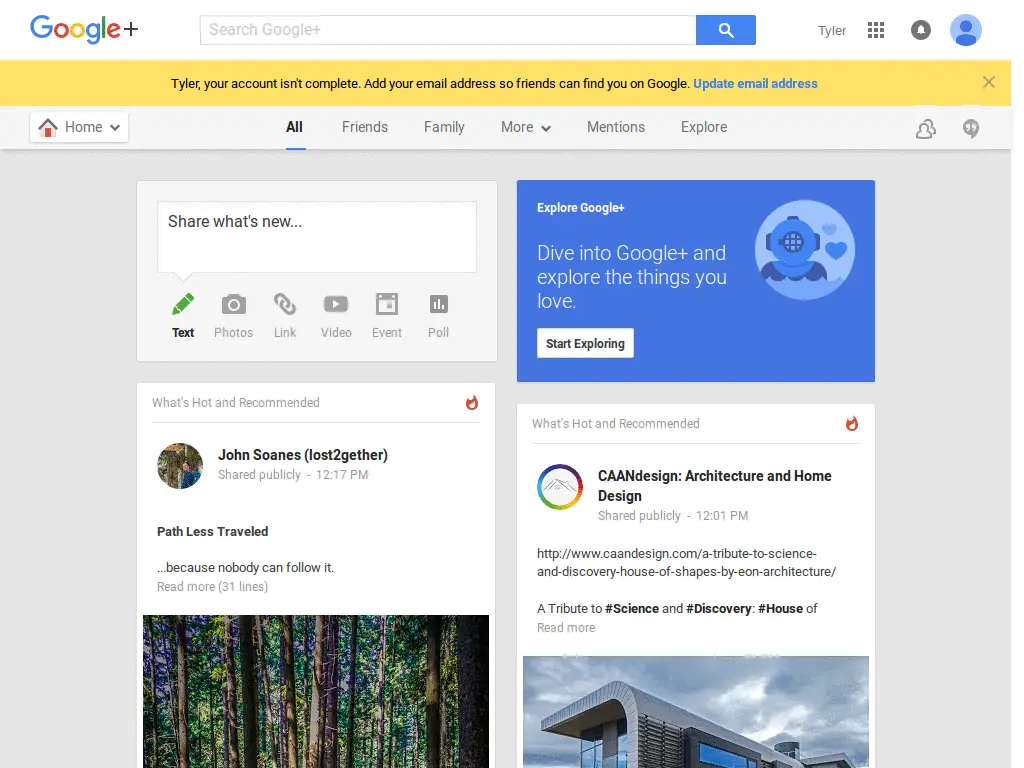 Google+
Search Google+
Tyler
Tyler, your account isn't complete. Add your email address so friends can find you on Google. Update email address
Home
All
Friends
Family
More
Mentions
Explore
Share what's new...
Text
Photos
Link
Video
Event
Poll
Explore Google+
Dive into Google+ and
explore the things you
love.
Start Exploring
What's Hot and Recommended
John Soanes (lost2gether)
Shared publicly - 12:17 PM
Path Less Traveled
...because nobody can follow it.
Read more (31 lines)
What's Hot and Recommended
CAANdesign: Architecture and Home
Design
Shared publicly - 12:01 PM
http://www.caandesign.com/a-tribute-to-science-
and-discovery-house-of-shapes-by-eon-architecture/
A Tribute to #Science and #Discovery: #House of
Read more